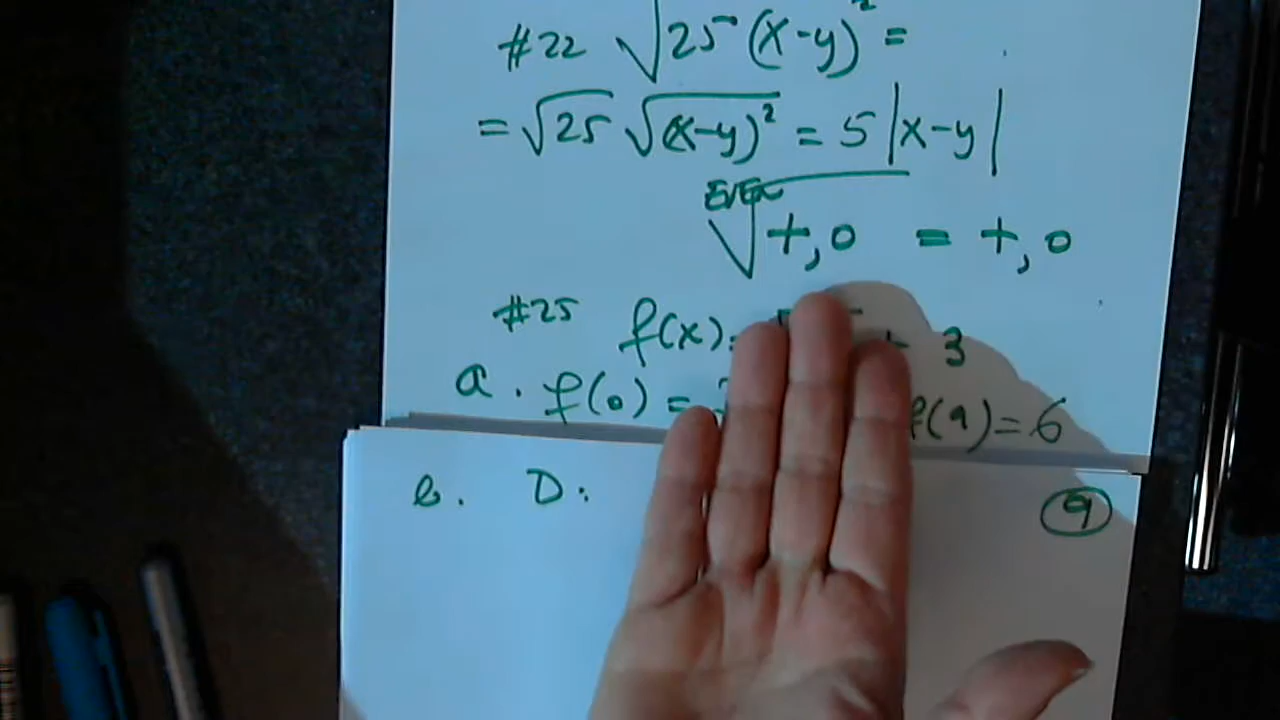 #22 √25(x-y)² =
= √25 √(x-y)² = 5|x-y|
EVEN√+,0 = +,0
#25 f(x) = + 3
a. f(0) = f(9)=6
b. D: 9